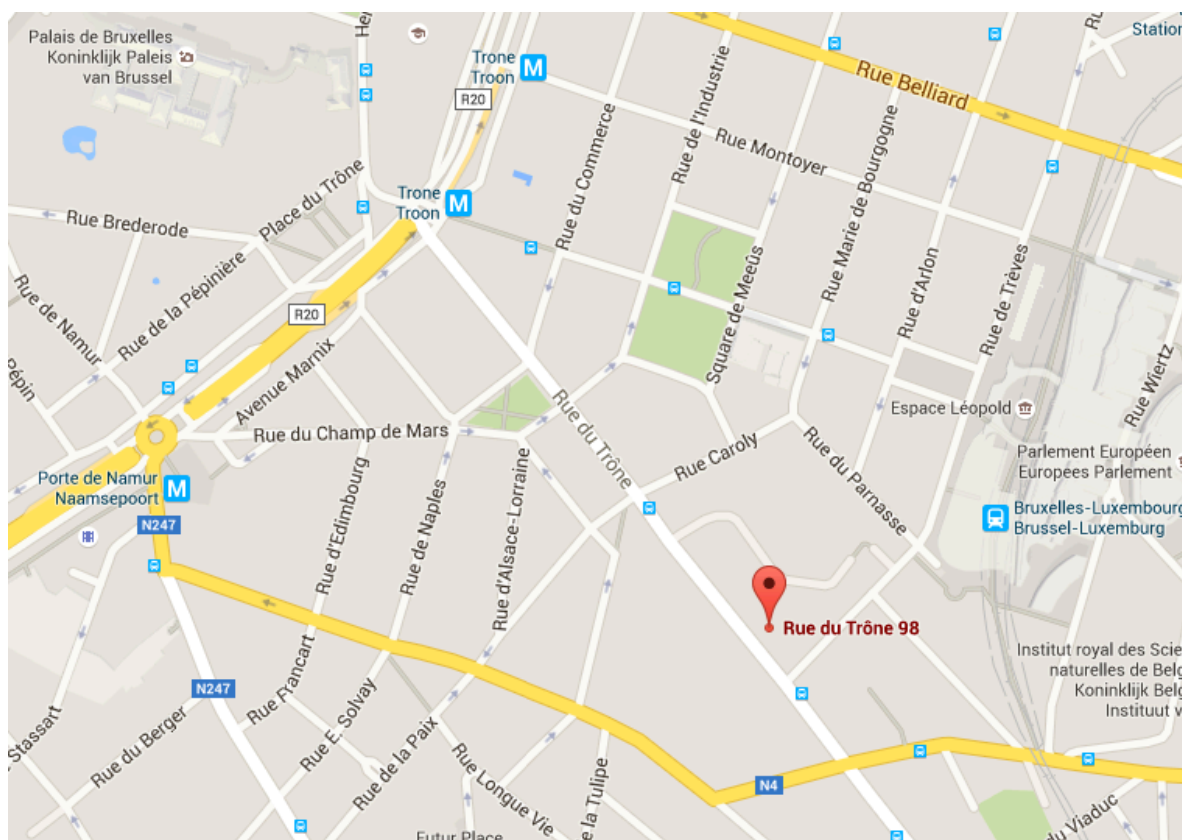 Palais de Bruxelles
Koninklijk Paleis
van Brussel
Trone
Troon
M
R20
Rue Belliard
Station
Rue de l'Industrie
Rue du Commerce
Rue Montoyer
Rue Marie de Bourgogne
Place du Trône
Trone
Troon
M
Rue Brederode
Rue de la Pépinière
Rue de Namur
Pépin
R20
Avenue Marnix
Square de Meeûs
Rue d'Arlon
Rue de Trèves
Rue Wiertz
Espace Léopold
Rue du Champ de Mars
Rue du Trône
Rue Caroly
Rue du Parnasse
Parlement Européen
Europees Parlement
Porte de Namur
Naamsepoort
M
N247
Bruxelles-Luxembourg
Brussel-Luxemburg
Rue d'Edimbourg
Rue de Naples
Rue d'Alsace-Lorraine
Rue du Trône 98
Institut royal des Scie
naturelles de Belg
Koninklijk Belg
Instituut v
N247
Rue Francart
Rue E. Solvay
Rue de la Paix
Stassart
Rue du Berger
Rue Longue Vie
e la Tulipe
N4
du Viaduc
Futur Place